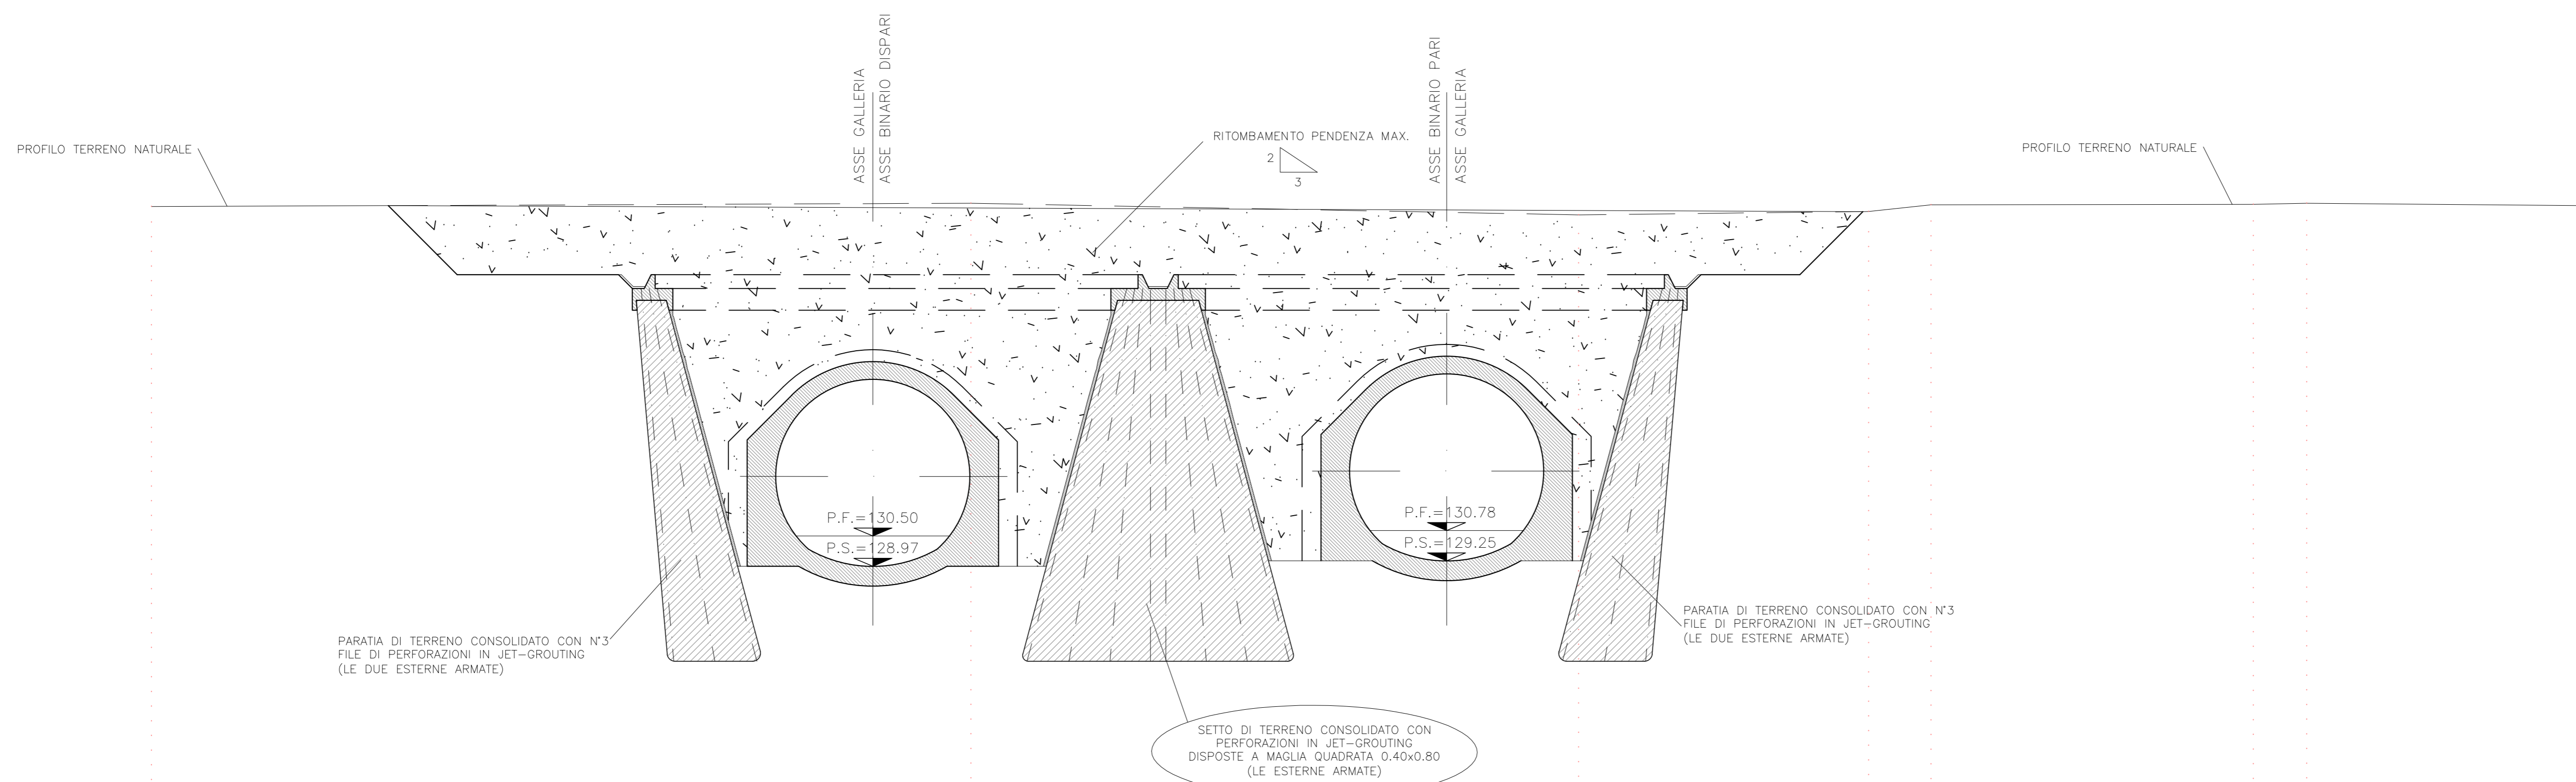 ASSE GALLERIA
ASSE BINARIO DISPARI
ASSE BINARIO PARI
ASSE GALLERIA
PROFILO TERRENO NATURALE
RITOMBAMENTO PENDENZA MAX.
2
3
PROFILO TERRENO NATURALE
P.F.=130.50
P.S.=128.97
P.F.=130.78
P.S.=129.25
PARATIA DI TERRENO CONSOLIDATO CON N°3
FILE DI PERFORAZIONI IN JET-GROUTING
(LE DUE ESTERNE ARMATE)
PARATIA DI TERRENO CONSOLIDATO CON N°3
FILE DI PERFORAZIONI IN JET-GROUTING
(LE DUE ESTERNE ARMATE)
SETTO DI TERRENO CONSOLIDATO CON
PERFORAZIONI IN JET-GROUTING
DISPOSTE A MAGLIA QUADRATA 0.40x0.80
(LE ESTERNE ARMATE)